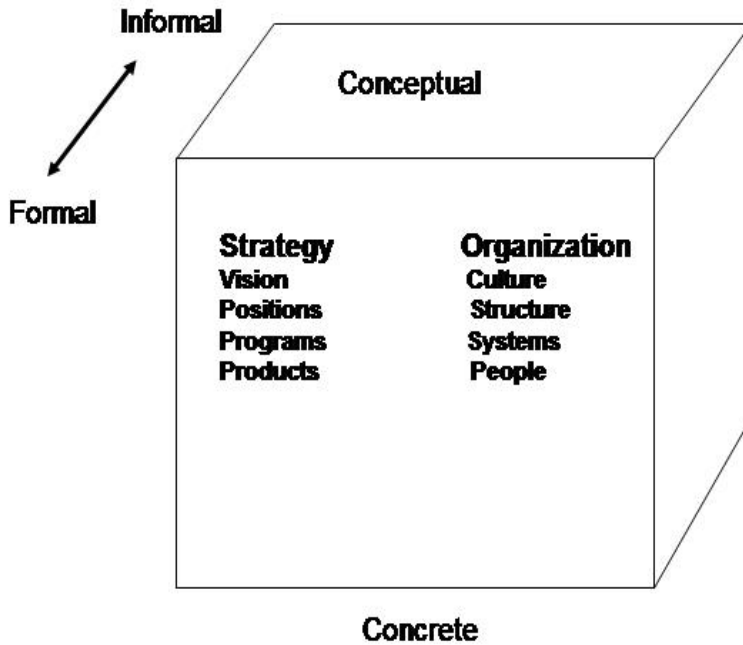 Informal
Conceptual
Formal
Strategy Organization
Vision Culture
Positions Structure
Programs Systems
Products People
Concrete